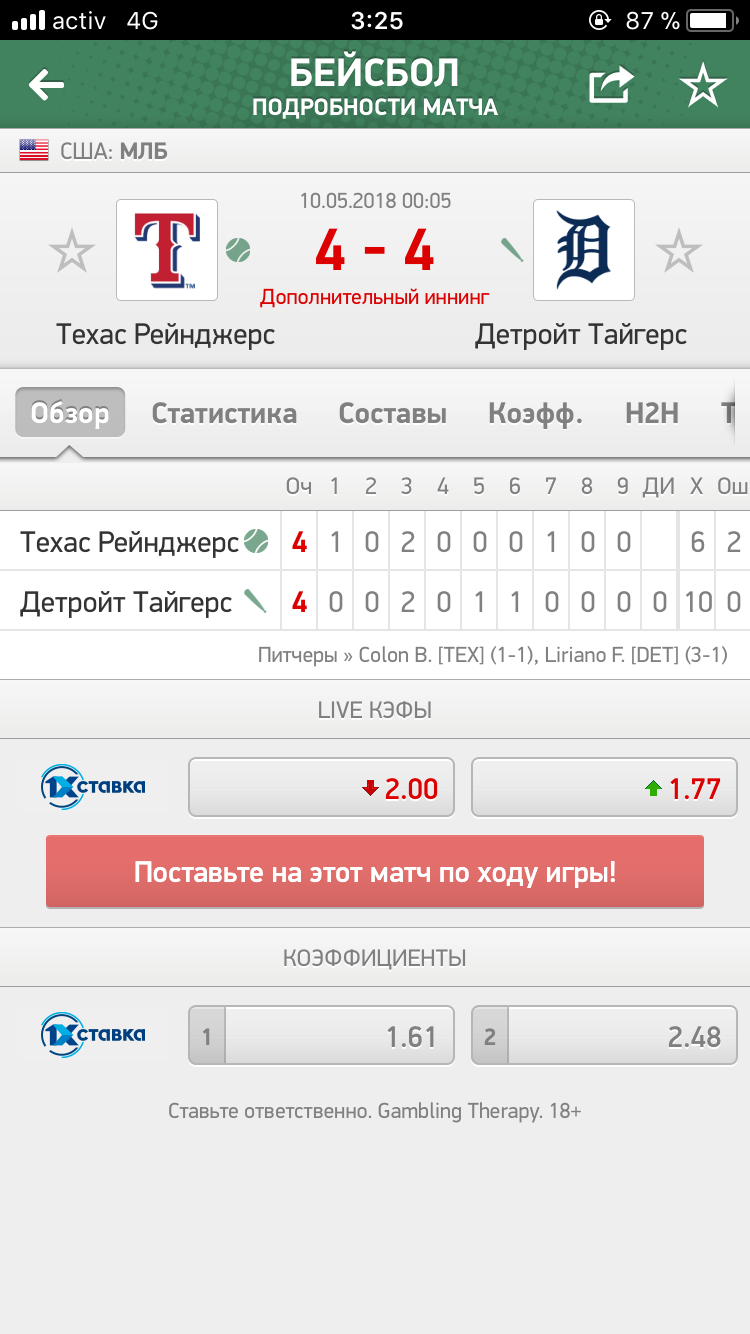 activ 4G 3:25 87 %
БЕЙСБОЛ
ПОДРОБНОСТИ МАТЧА
США: МЛБ
10.05.2018 00:05
T TM 4 - 4 D
Дополнительный иннинг
Техас Рейнджерс Детройт Тайгерс
Обзор Статистика Составы Коэфф. H2H
Оч 1 2 3 4 5 6 7 8 9 ДИ Х Ош
Техас Рейнджерс 4 1 0 2 0 0 0 1 0 0 6 2
Детройт Тайгерс 4 0 0 2 0 1 1 0 0 0 0 10 0
Питчеры » Colon B. [TEX] (1-1), Liriano F. [DET] (3-1)
LIVE КЭФЫ
1Хставка 2.00 1.77
Поставьте на этот матч по ходу игры!
КОЭФФИЦИЕНТЫ
1Хставка 1 1.61 2 2.48
Ставьте ответственно. Gambling Therapy. 18+